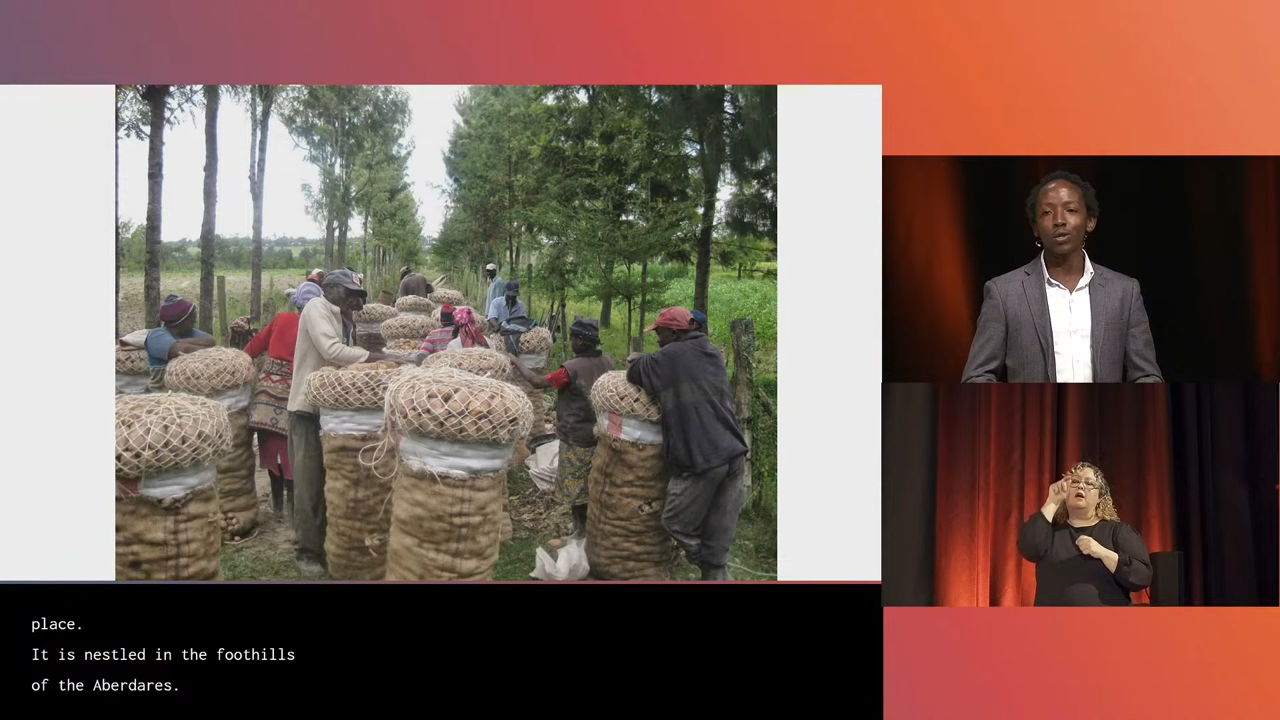 place.
It is nestled in the foothills
of the Aberdares.